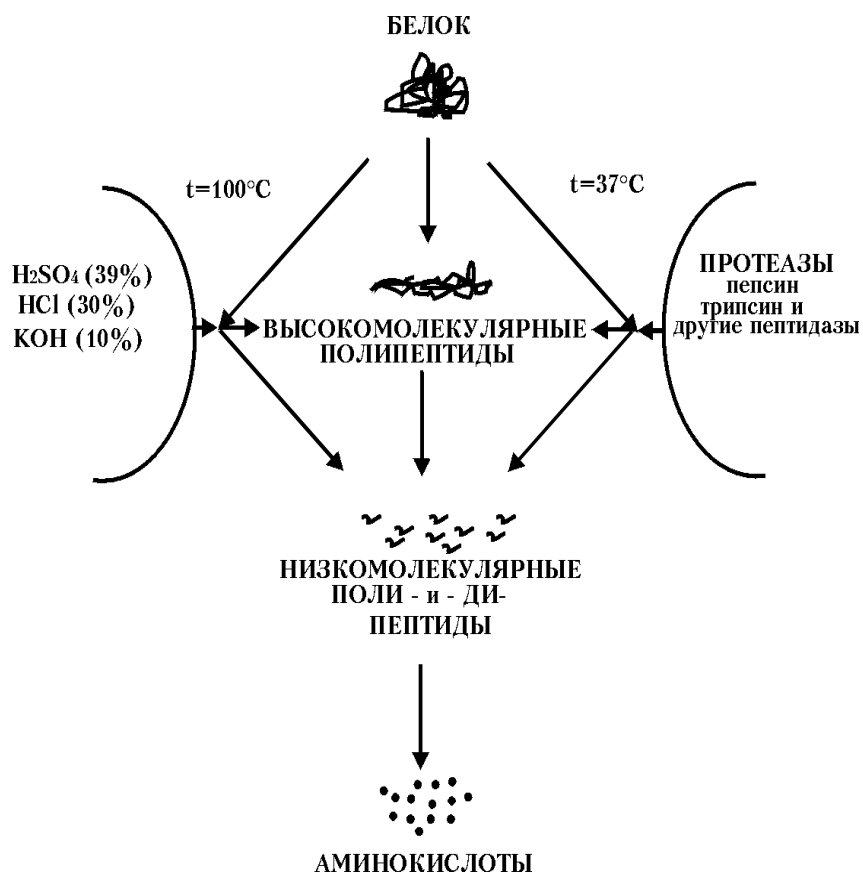 БЕЛОК
t=100°C
t=37°C
H₂SO₄ (39%)
HCl (30%)
KOH (10%)
ПРОТЕАЗЫ
пепсин
трипсин и
другие пептидазы
ВЫСОКОМОЛЕКУЛЯРНЫЕ
ПОЛИПЕПТИДЫ
НИЗКОМОЛЕКУЛЯРНЫЕ
ПОЛИ - и - ДИ-
ПЕПТИДЫ
АМИНОКИСЛОТЫ